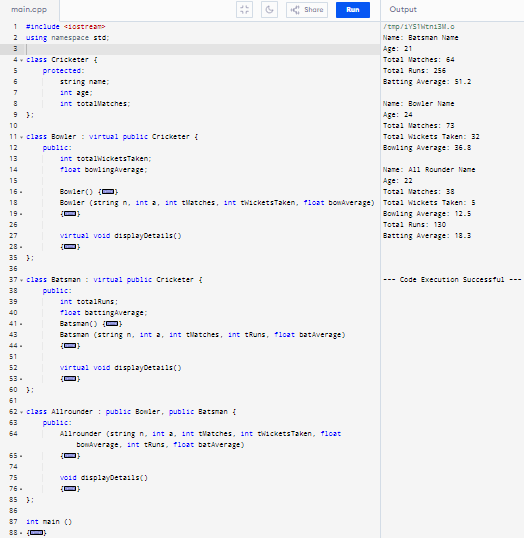 main.cpp
Share
Run
Output
1 #include <iostream>
2 using namespace std;
3
4 class Cricketer {
5 protected:
6 string name;
7 int age;
8 int totalMatches;
9 };
10
11 class Bowler : virtual public Cricketer {
12 public:
13 int totalWicketsTaken;
14 float bowlingAverage;
15
16 Bowler() {
18 Bowler (string n, int a, int tMatches, int tWicketsTaken, float bowAverage)
19 {
26
27 virtual void displayDetails()
28 {
35 };
36
37 class Batsman : virtual public Cricketer {
38 public:
39 int totalRuns;
40 float battingAverage;
41 Batsman() {
43 Batsman (string n, int a, int tMatches, int tRuns, float batAverage)
44 {
51
52 virtual void displayDetails()
53 {
60 };
61
62 class Allrounder : public Bowler, public Batsman {
63 public:
64 Allrounder (string n, int a, int tMatches, int tWicketsTaken, float
bowAverage, int tRuns, float batAverage)
65 {
74
75 void displayDetails()
76 {
85 };
86
87 int main ()
88 {
/tmp/iYS1Wtni3M.o
Name: Batsman Name
Age: 21
Total Matches: 64
Total Runs: 256
Batting Average: 51.2
Name: Bowler Name
Age: 24
Total Matches: 73
Total Wickets Taken: 32
Bowling Average: 36.8
Name: All Rounder Name
Age: 22
Total Matches: 38
Total Wickets Taken: 5
Bowling Average: 12.5
Total Runs: 130
Batting Average: 18.3
--- Code Execution Successful ---